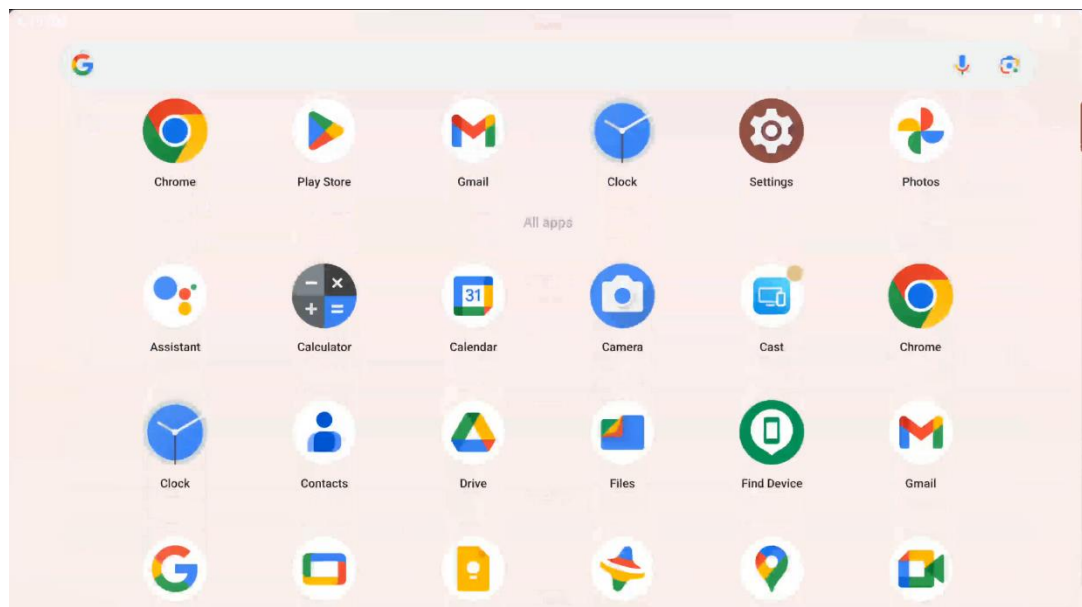 Chrome
Play Store
Gmail
Clock
Settings
Photos
All apps
Assistant
Calculator
31
Calendar
Camera
Cast
Chrome
Clock
Contacts
Drive
Files
Find Device
Gmail